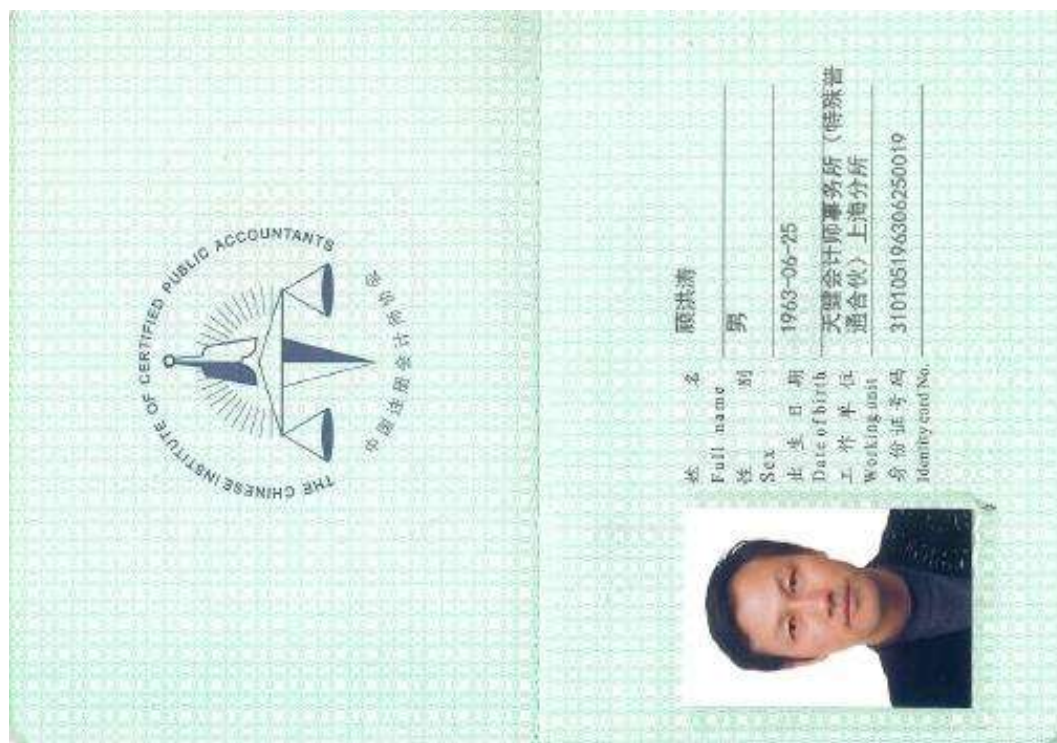 THE CHINESE INSTITUTE OF CERTIFIED PUBLIC ACCOUNTANTS
中国注册会计师协会
姓 名 顾洪涛
Full name
性 别 男
Sex
出 生 日 期 1963-06-25
Date of birth
工 作 单 位 天健会计师事务所（特殊普
Working unit 通合伙）上海分所
身份证号码 310105196306250019
Identity card No.